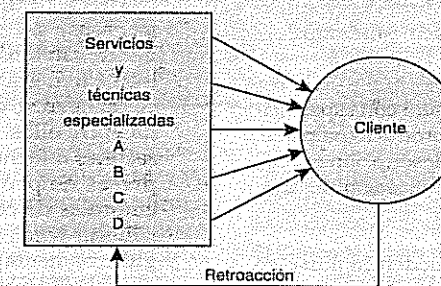 Servicios
y
técnicas
especializadas
A
B
C
D
Cliente
Retroacción